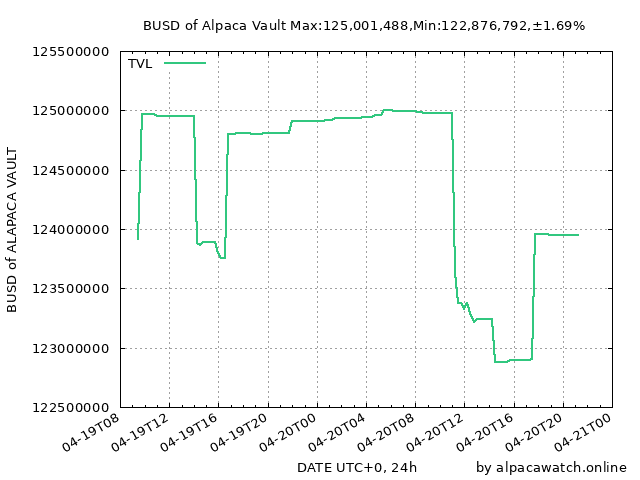 BUSD of Alpaca Vault Max:125,001,488,Min:122,876,792,±1.69%
TVL
125500000
125000000
124500000
124000000
123500000
123000000
122500000
BUSD of ALAPACA VAULT
04-19T08
04-19T12
04-19T16
04-19T20
04-20T00
04-20T04
04-20T08
04-20T12
04-20T16
04-20T20
04-21T00
DATE UTC+0, 24h
by alpacawatch.online